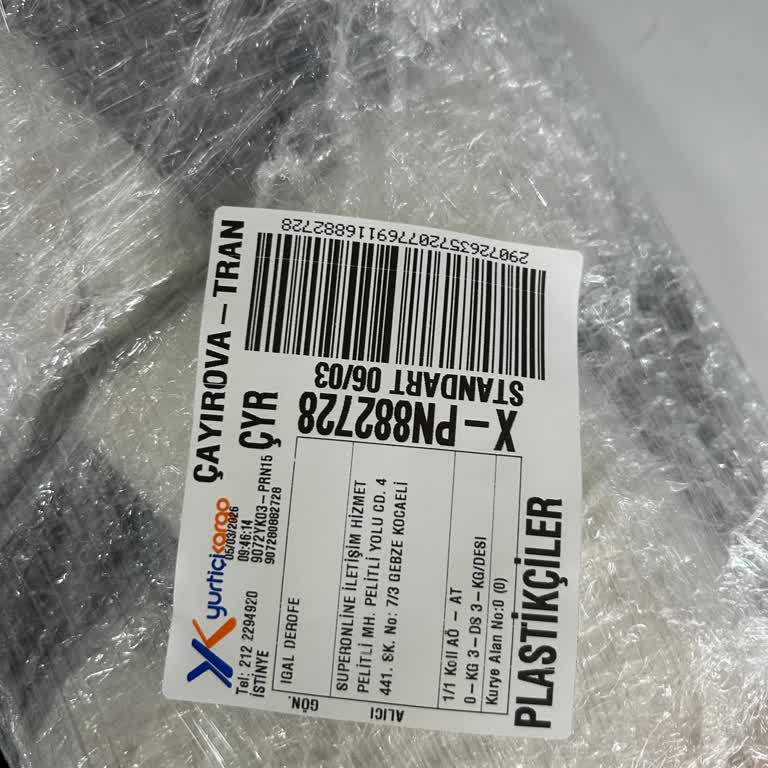 29072635720776911688​2728
X – PN882728
STANDART 06/03
ÇAYIROVA – TRAN
ÇYR
yurtiçikargo
05/03/2026
09:46:14
9072YK03–PRN15
907280882728
Tel: 212 2294920
İSTİNYE
GÖN.
IGAL DEROFE
ALICI
SUPERONLİNE İLETİŞİM HİZMET
PELİTLİ MH. PELİTLİ YOLU CD. 4
441. SK. No: 7/3 GEBZE KOCAELİ
1/1 Koli AÖ – AT
0–KG 3–DS 3–KG/DESI
Kurye Alan No:0 (0)
PLASTİKÇİLER